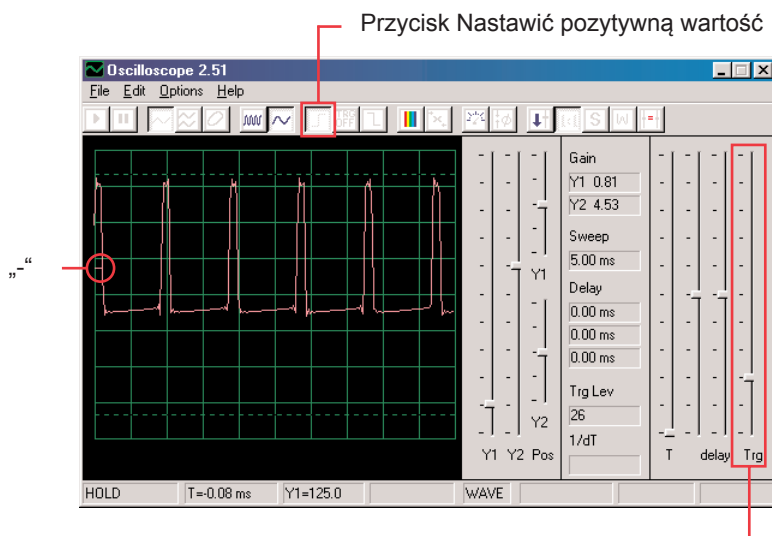 Przycisk Nastawić pozytywną wartość
Oscilloscope 2.51
File Edit Options Help
TRG OFF
S W
„-“
Gain
Y1 0.81
Y2 4.53
Sweep
5.00 ms
Delay
0.00 ms
0.00 ms
0.00 ms
Trg Lev
26
1/dT
Y1
Y2
Y1 Y2 Pos
T delay Trg
HOLD T=-0.08 ms Y1=125.0 WAVE